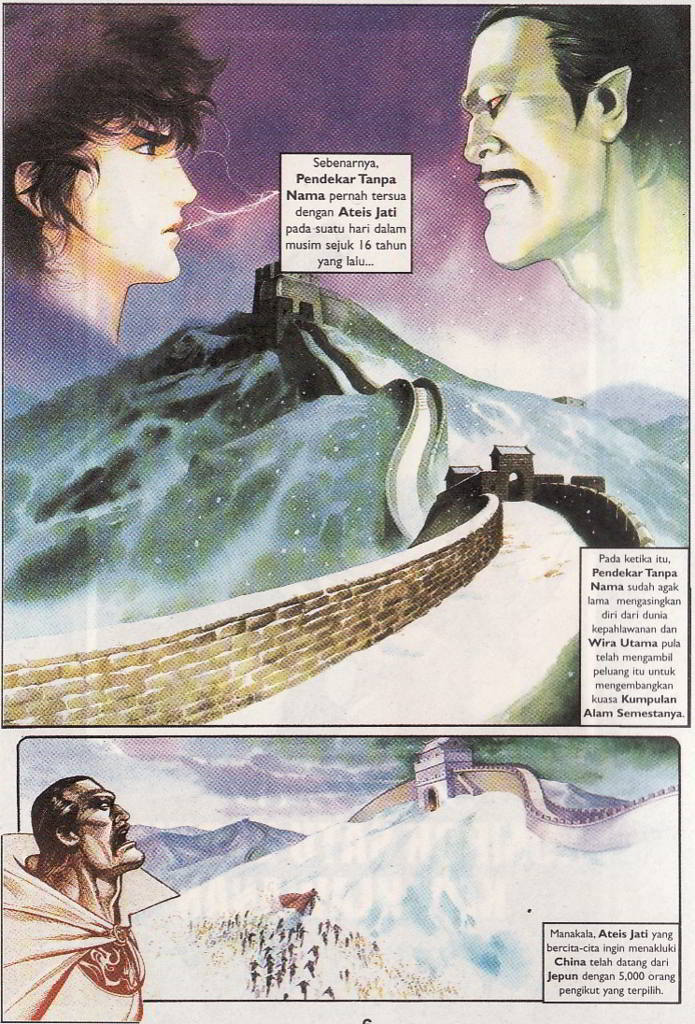 Sebenarnya,
Pendekar Tanpa
Nama pernah tersua
dengan Ateis Jati
pada suatu hari dalam
musim sejuk 16 tahun
yang lalu...
Pada ketika itu,
Pendekar Tanpa
Nama sudah agak
lama mengasingkan
diri dari dunia
kepahlawanan dan
Wira Utama pula
telah mengambil
peluang itu untuk
mengembangkan
kuasa Kumpulan
Alam Semestanya.
Manakala, Ateis Jati yang
bercita-cita ingin menakluki
China telah datang dari
Jepun dengan 5,000 orang
pengikut yang terpilih.